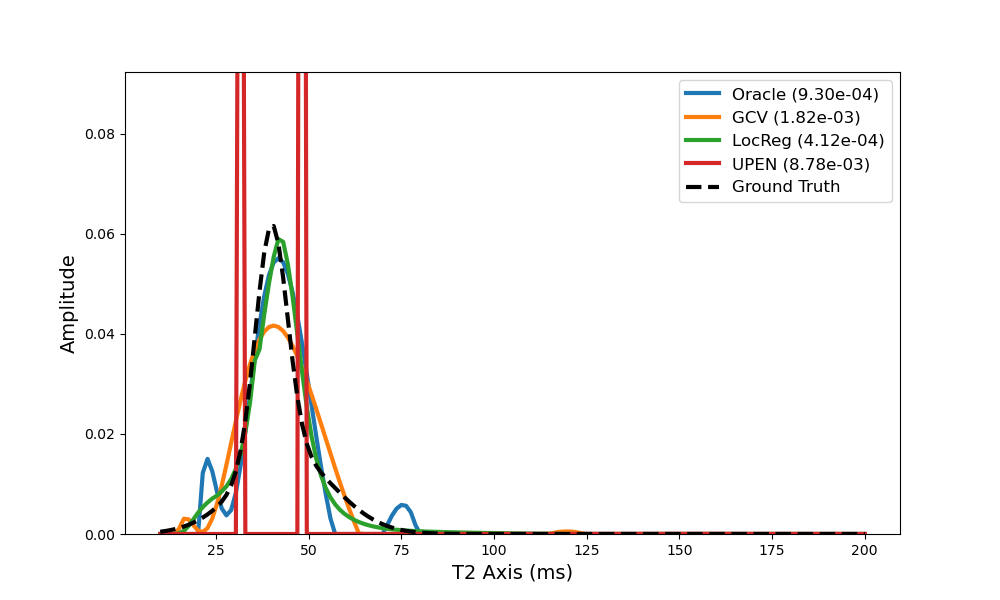 Oracle (9.30e-04)
GCV (1.82e-03)
LocReg (4.12e-04)
UPEN (8.78e-03)
Ground Truth
Amplitude
0.08
0.06
0.04
0.02
0.00
25 50 75 100 125 150 175 200
T2 Axis (ms)